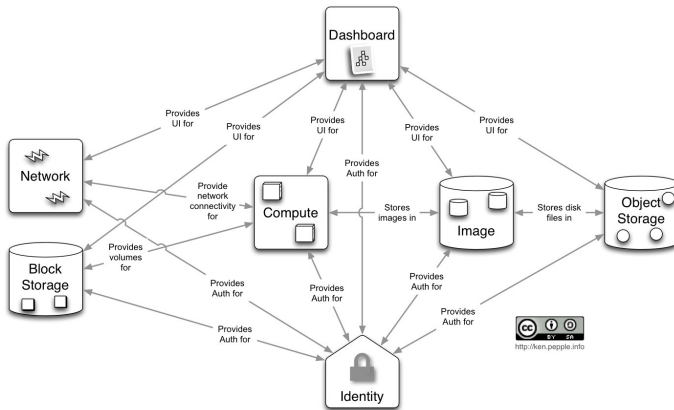 Dashboard
Provides
UI for
Provides
UI for
Provides
UI for
Provides
UI for
Provides
UI for
Provides
Auth for
Network
Provide
network
connectivity
for
Compute
Stores
images in
Image
Stores disk
files in
Object
Storage
Block
Storage
Provides
volumes
for
Provides
Auth for
Provides
Auth for
Provides
Auth for
Provides
Auth for
Provides
Auth for
Identity
cc
BY SA
http://ken.pepple.info